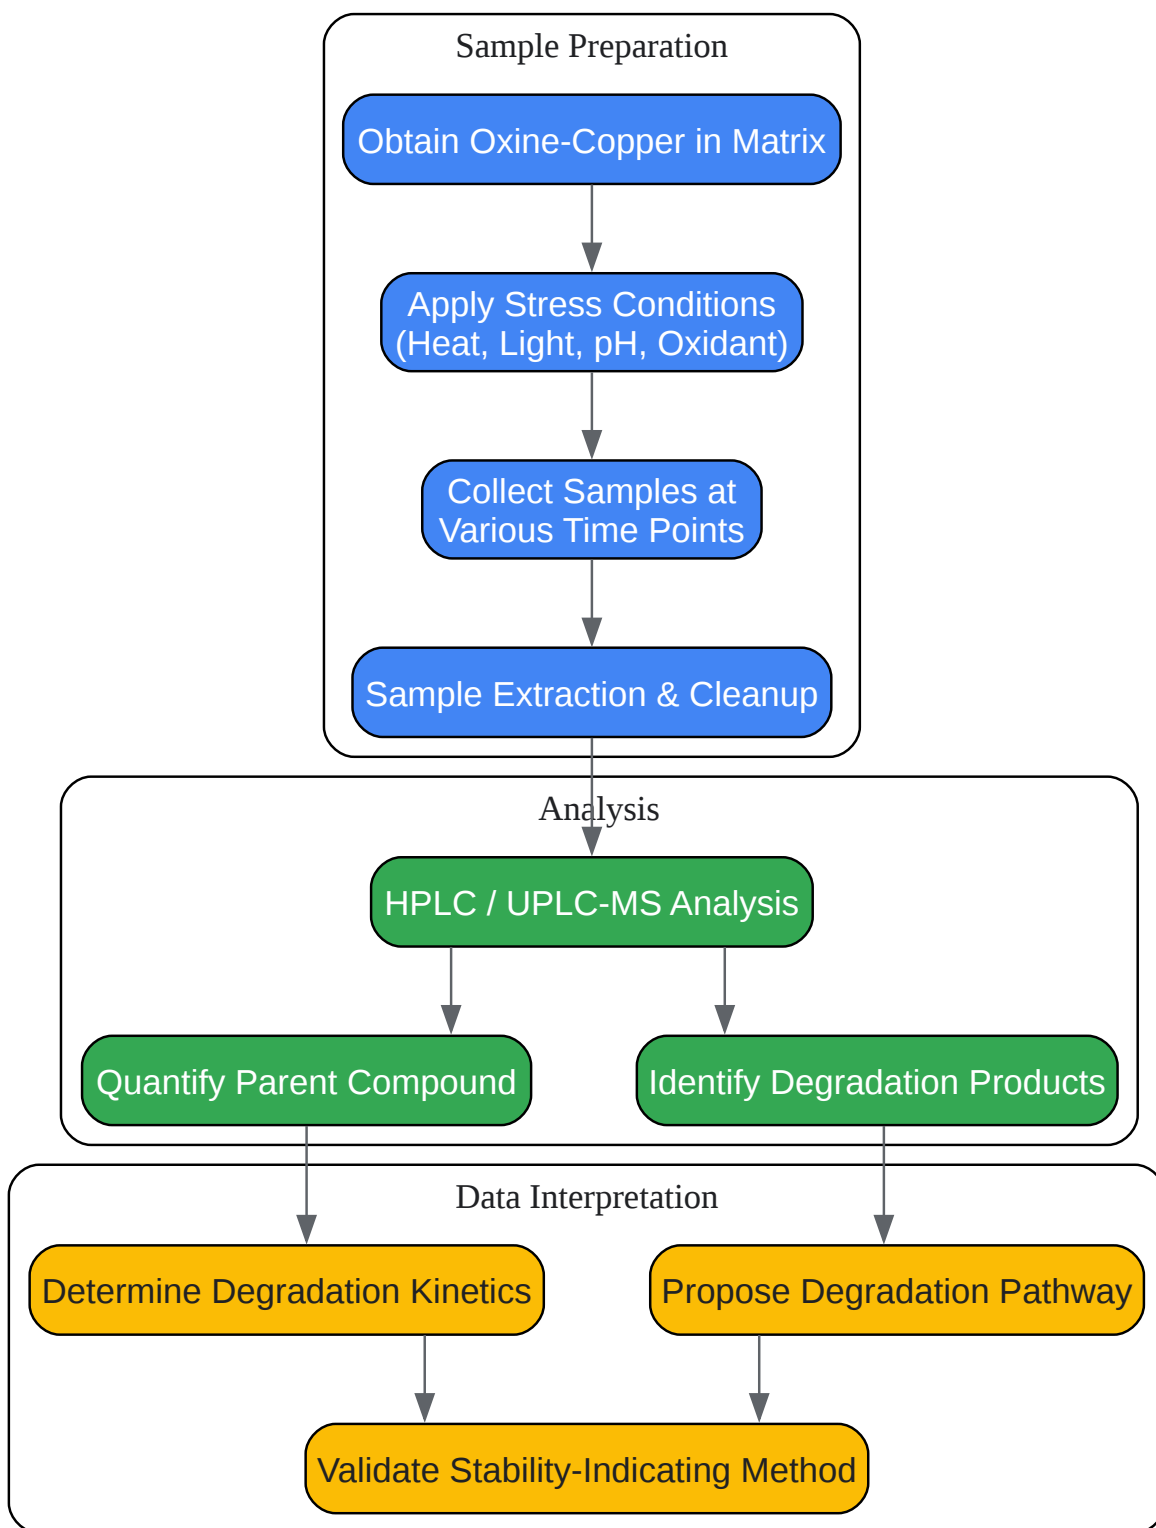 Sample Preparation
Obtain Oxine-Copper in Matrix
Apply Stress Conditions
(Heat, Light, pH, Oxidant)
Collect Samples at
Various Time Points
Sample Extraction & Cleanup
Analysis
HPLC / UPLC-MS Analysis
Quantify Parent Compound
Identify Degradation Products
Data Interpretation
Determine Degradation Kinetics
Propose Degradation Pathway
Validate Stability-Indicating Method